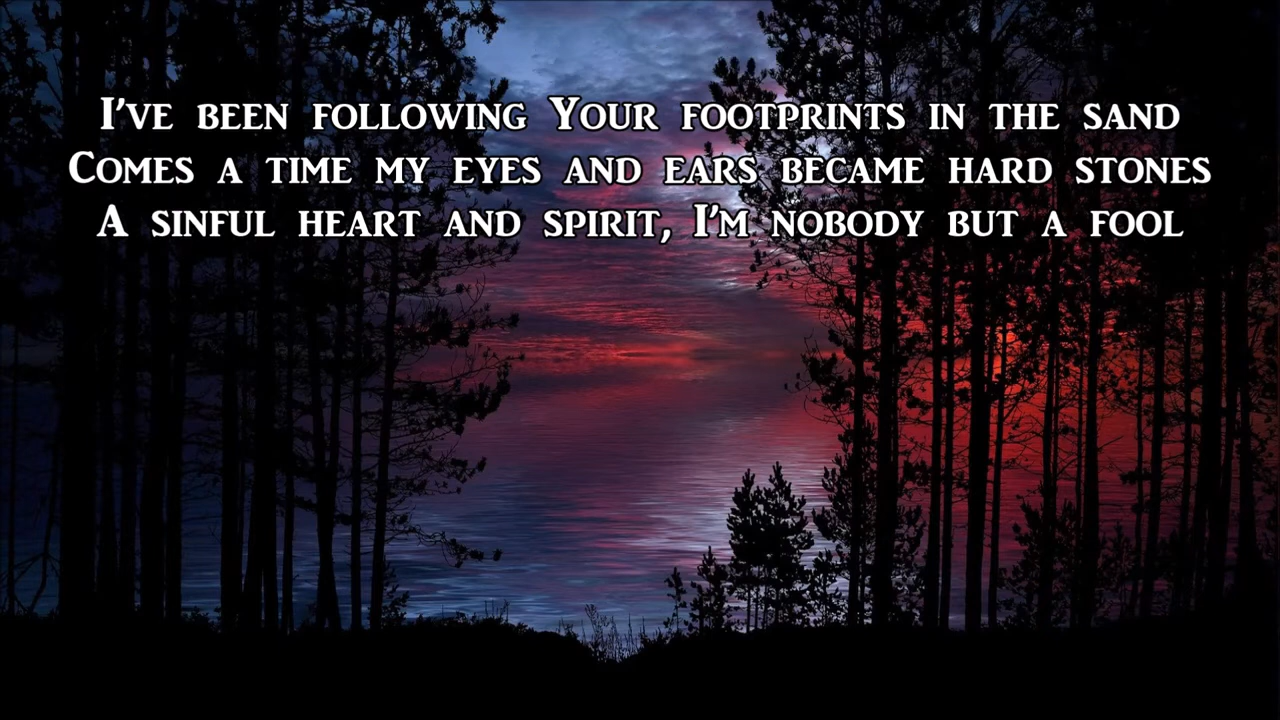 I've been following Your footprints in the sand
Comes a time my eyes and ears became hard stones
A sinful heart and spirit, I'm nobody but a fool